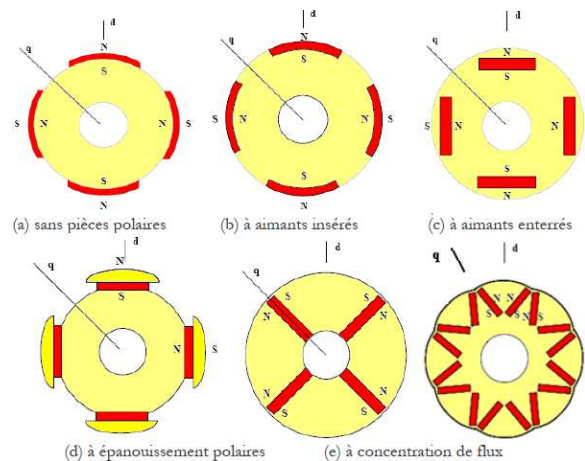 d
N
q
S
S N N S
S
N
d
N
q
S
S N N S
S
N
d
N
q
S
S N N S
S
N
(a) sans pièces polaires
(b) à aimants insérés
(c) à aimants enterrés
d
N
q
S
N S
d
q
S S
N N
N N
S S
q
d
N N S
S S N
(d) à épanouissement polaires
(e) à concentration de flux